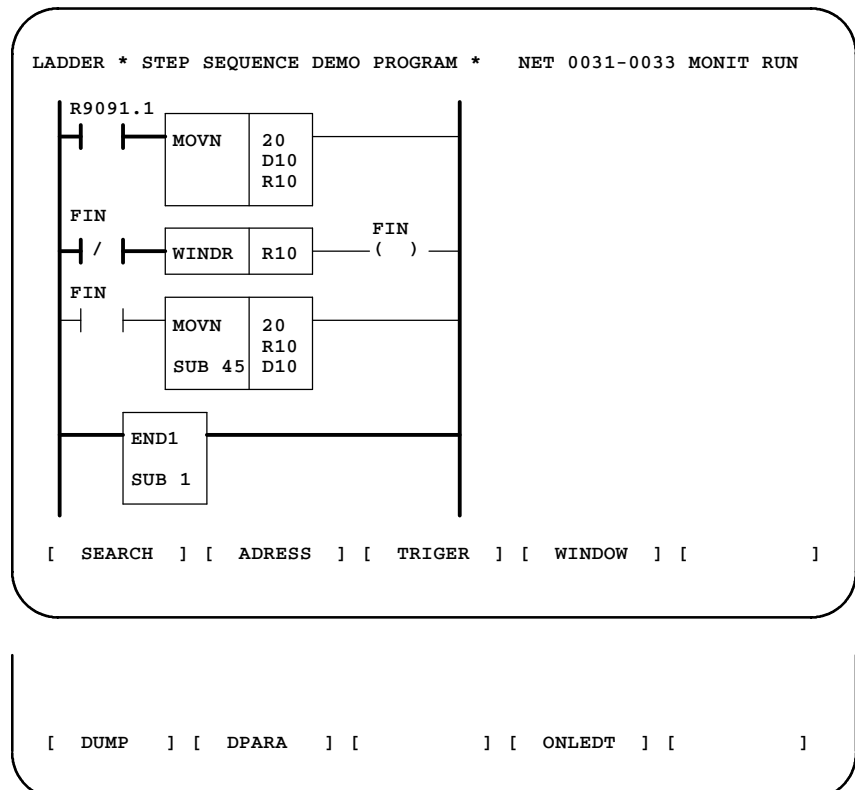 LADDER * STEP SEQUENCE DEMO PROGRAM * NET 0031-0033 MONIT RUN
R9091.1
MOVN 20
D10
R10
FIN
FIN
/ WINDR R10 ( )
FIN
MOVN 20
R10
SUB 45 D10
END1
SUB 1
[ SEARCH ] [ ADRESS ] [ TRIGER ] [ WINDOW ] [ ]
[ DUMP ] [ DPARA ] [ ] [ ONLEDT ] [ ]